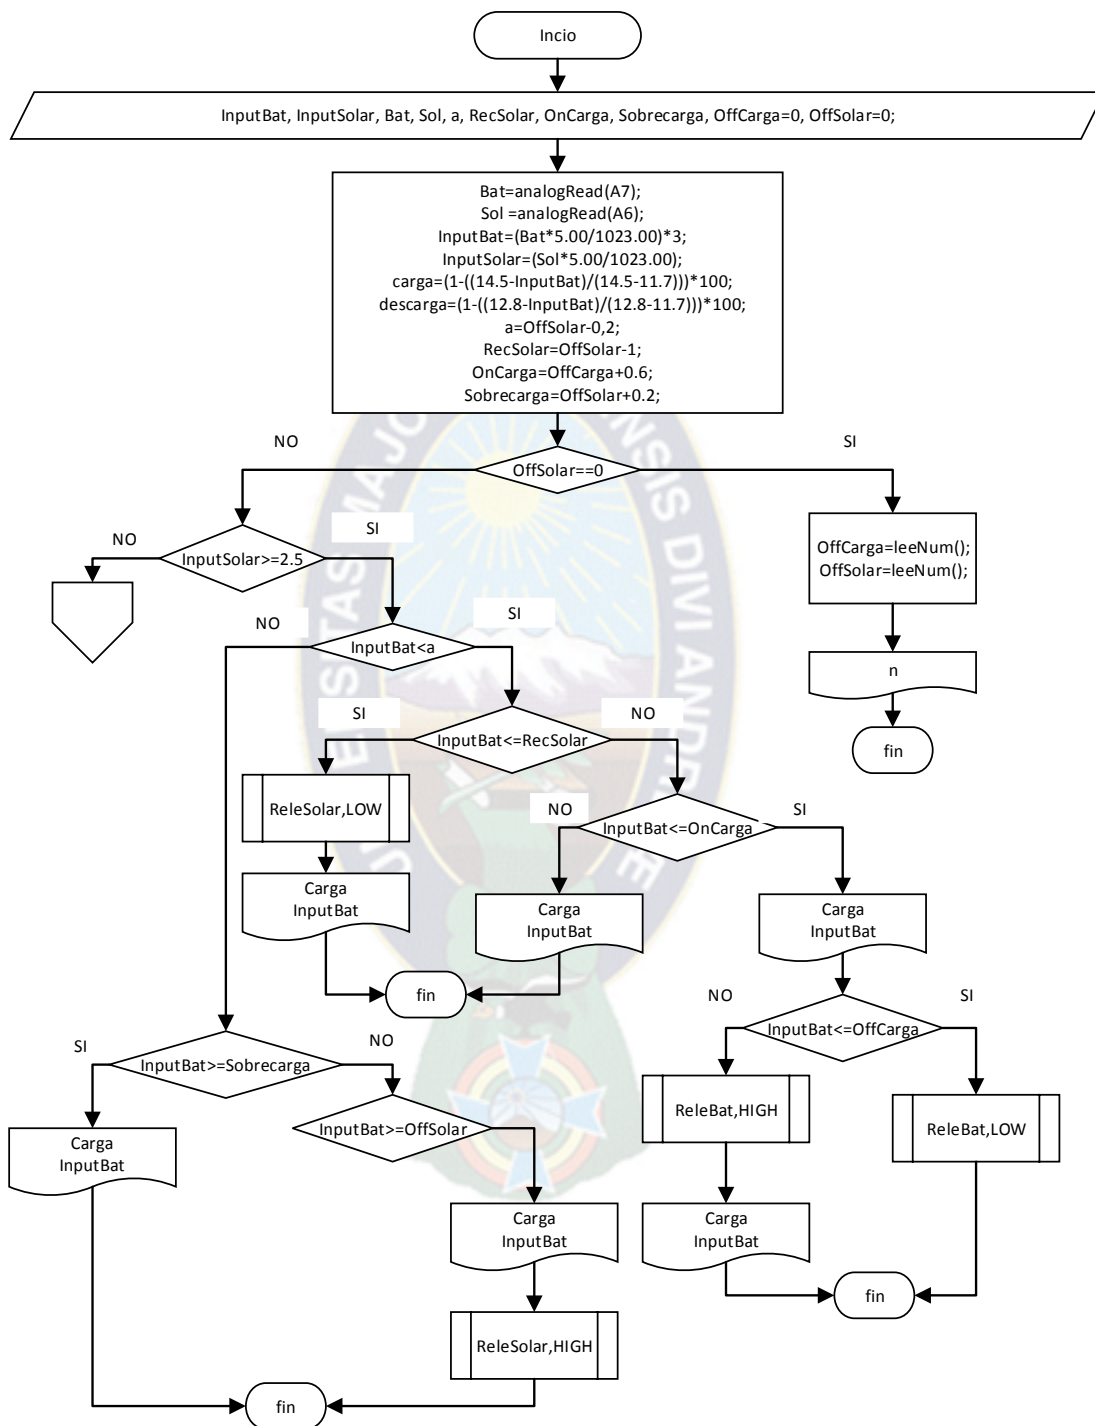 Incio
InputBat, InputSolar, Bat, Sol, a, RecSolar, OnCarga, Sobrecarga, OffCarga=0, OffSolar=0;
Bat=analogRead(A7);
Sol =analogRead(A6);
InputBat=(Bat*5.00/1023.00)*3;
InputSolar=(Sol*5.00/1023.00);
carga=(1-((14.5-InputBat)/(14.5-11.7)))*100;
descarga=(1-((12.8-InputBat)/(12.8-11.7)))*100;
a=OffSolar-0,2;
RecSolar=OffSolar-1;
OnCarga=OffCarga+0.6;
Sobrecarga=OffSolar+0.2;
NO
SI
OffSolar==0
NO
SI
InputSolar>=2.5
OffCarga=leeNum();
OffSolar=leeNum();
NO
SI
InputBat<a
n
SI
NO
InputBat<=RecSolar
fin
ReleSolar,LOW
NO
SI
InputBat<=OnCarga
Carga
InputBat
Carga
InputBat
Carga
InputBat
fin
NO
SI
InputBat<=OffCarga
SI
NO
InputBat>=Sobrecarga
ReleBat,HIGH
ReleBat,LOW
InputBat>=OffSolar
Carga
InputBat
Carga
InputBat
Carga
InputBat
fin
ReleSolar,HIGH
fin